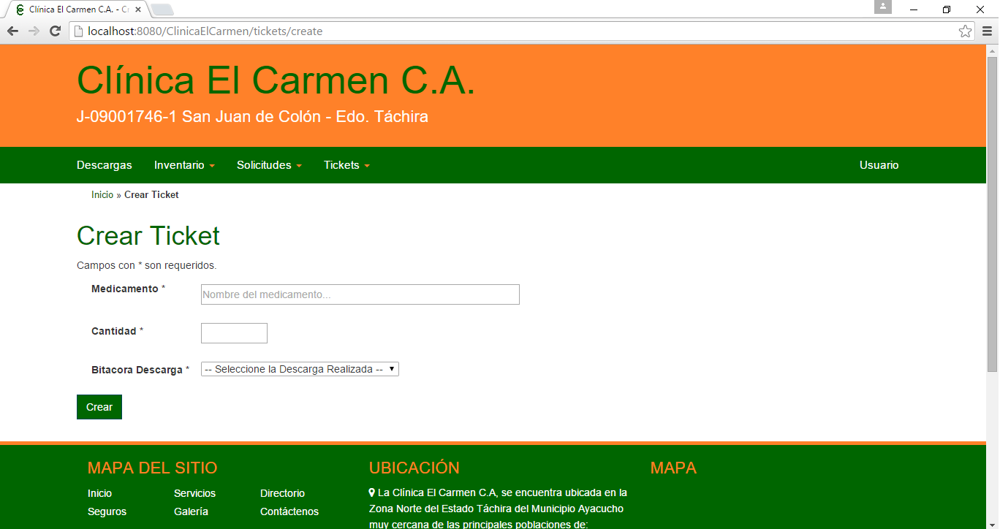 Clínica El Carmen C.A. - Cr
localhost:8080/ClinicaElCarmen/tickets/create
Clínica El Carmen C.A.
J-09001746-1 San Juan de Colón - Edo. Táchira
Descargas Inventario Solicitudes Tickets Usuario
Inicio » Crear Ticket
Crear Ticket
Campos con * son requeridos.
Medicamento * Nombre del medicamento...
Cantidad *
Bitacora Descarga * -- Seleccione la Descarga Realizada --
Crear
MAPA DEL SITIO
Inicio Servicios Directorio
Seguros Galería Contáctenos
UBICACIÓN
La Clínica El Carmen C.A, se encuentra ubicada en la
Zona Norte del Estado Táchira del Municipio Ayacucho
muy cercana de las principales poblaciones de:
MAPA